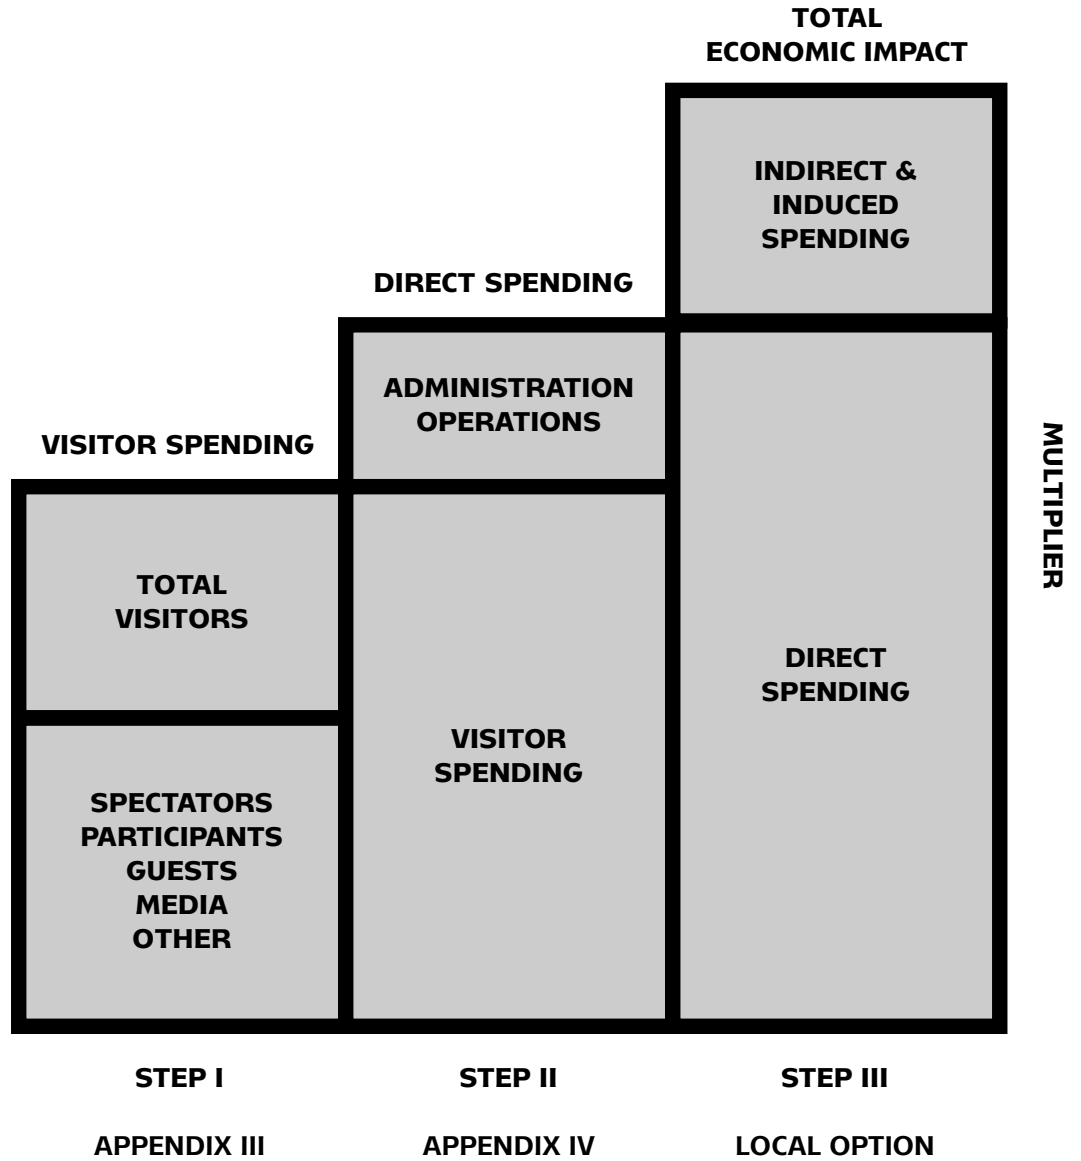 TOTAL
ECONOMIC IMPACT
INDIRECT &
INDUCED
SPENDING
DIRECT SPENDING
ADMINISTRATION
OPERATIONS
VISITOR SPENDING
MULTIPLIER
TOTAL
VISITORS
DIRECT
SPENDING
VISITOR
SPENDING
SPECTATORS
PARTICIPANTS
GUESTS
MEDIA
OTHER
STEP I
STEP II
STEP III
APPENDIX III
APPENDIX IV
LOCAL OPTION